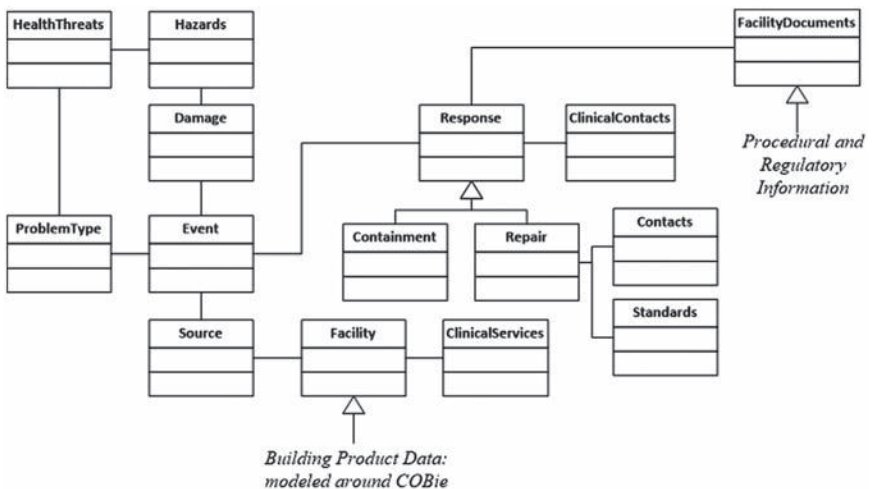 HealthThreats
Hazards
FacilityDocuments
Damage
Response
ClinicalContacts
Procedural and
Regulatory
Information
ProblemType
Event
Containment
Repair
Contacts
Source
Facility
ClinicalServices
Standards
Building Product Data:
modeled around COBie